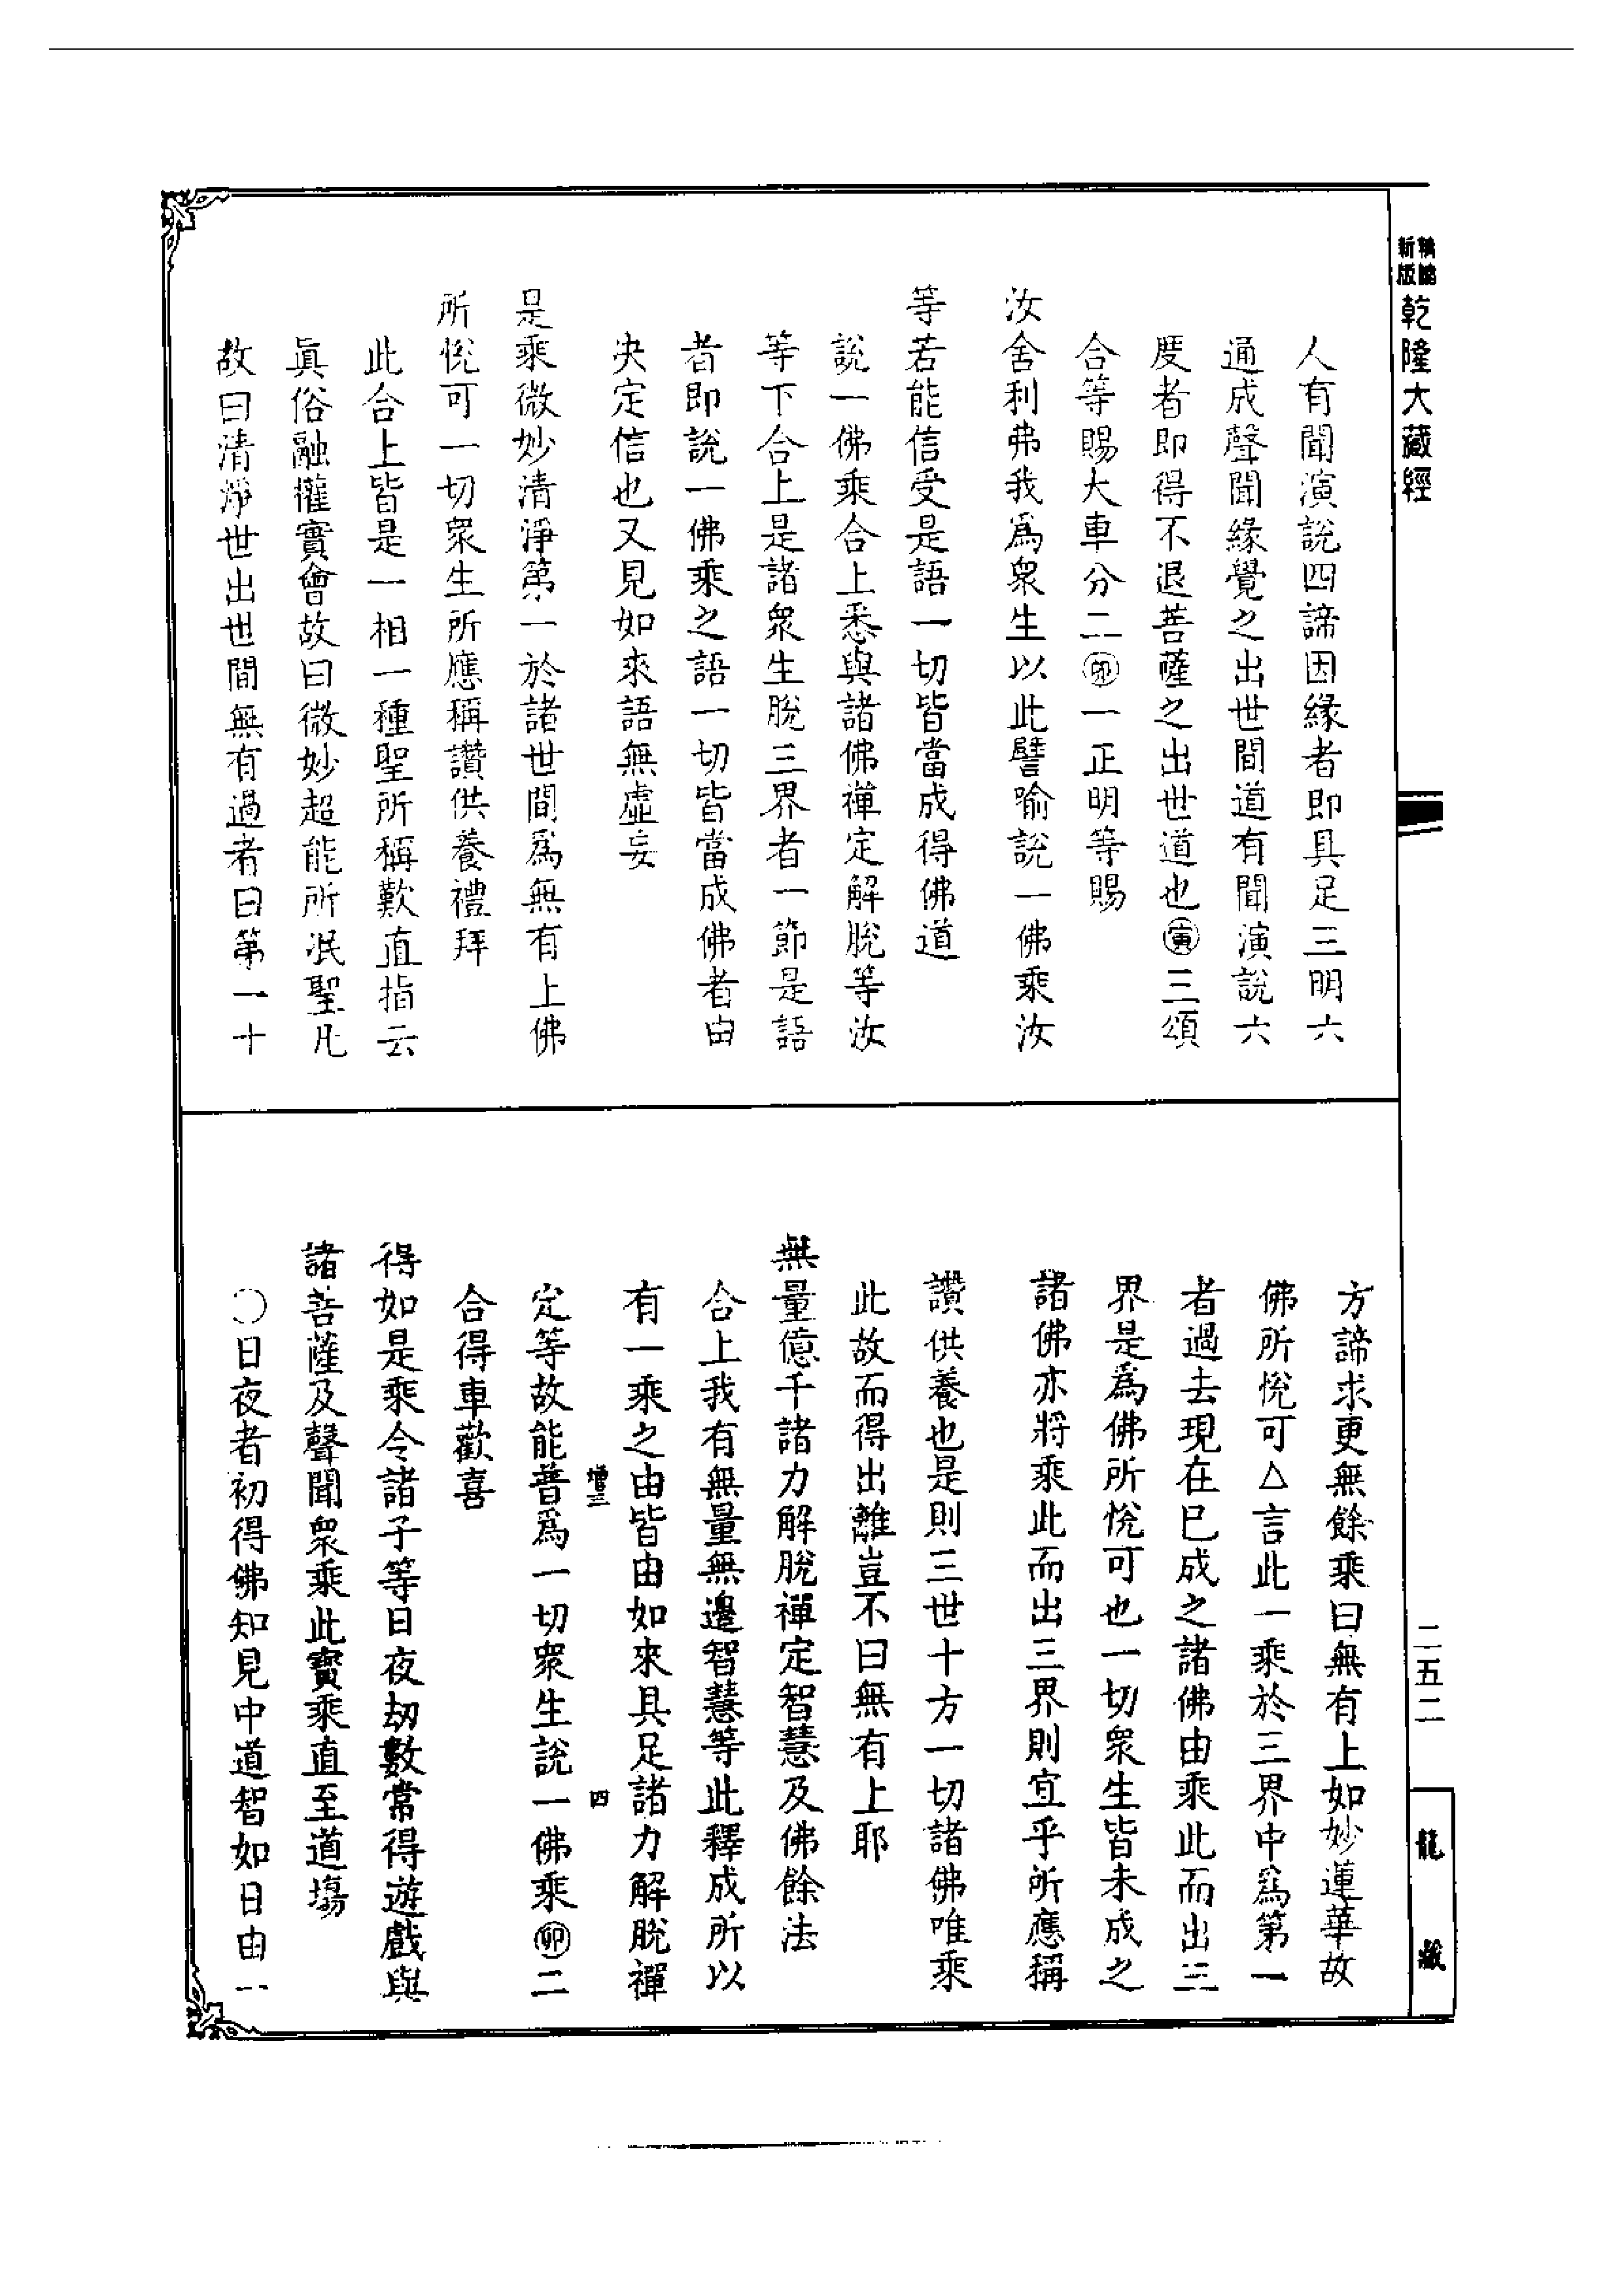 新版 精縮 乾隆大藏經
人有聞演說四諦因緣者即具足三明六
通成聲聞緣覺之出世間道有聞演說六
度者即得不退菩薩之出世道也㊞三頌
合等賜大車分二㊞一正明等賜
汝舍利弗我爲衆生以此譬喻說一佛乘汝
等若能信受是語一切皆當成得佛道
說一佛乘合上悉與諸佛禪定解脫等汝
等下合上是諸衆生脫三界者一節是語
者即說一佛乘之語一切皆當成佛者由
決定信也又見如來語無虛妄
是乘微妙清淨第一於諸世間爲無有上佛
所悅可一切衆生所應稱讚供養禮拜
此合上皆是一相一種聖所稱歎直指云
眞俗融權實會故曰微妙超能所泯聖凡
故曰清淨世出世間無有過者曰第一十
方諦求更無餘乘曰無有上如妙蓮華故
佛所悅可△言此一乘於三界中爲第一
者過去現在已成之諸佛由乘此而出三
界是爲佛所悅可也一切衆生皆未成之
諸佛亦將乘此而出三界則宜乎所應稱
讚供養也是則三世十方一切諸佛唯乘
此故而得出離豈不曰無有上耶
無量億千諸力解脫禪定智慧及佛餘法
合上我有無量無邊智慧等此釋成所以
有一乘之由皆由如來具足諸力解脫禪
增三 四
定等故能普爲一切衆生說一佛乘㊞二
合得車歡喜
得如是乘令諸子等日夜劫數常得遊戲與
諸菩薩及聲聞衆乘此寶乘直至道場
○日夜者初得佛知見中道智如日由一
二五二
龍藏